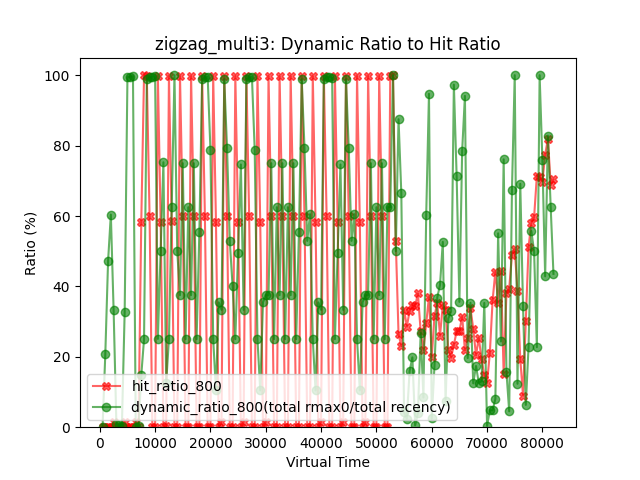 zigzag_multi3: Dynamic Ratio to Hit Ratio
100
80
60
40
20
0
Ratio (%)
hit_ratio_800
dynamic_ratio_800(total rmax0/total recency)
0 10000 20000 30000 40000 50000 60000 70000 80000
Virtual Time